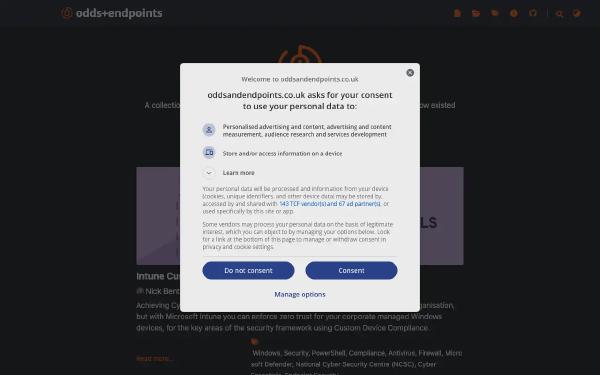 odds+endpoints
Welcome to oddsandendpoints.co.uk
oddsandendpoints.co.uk asks for your consent
to use your personal data to:
A collectio
ow existed
Personalised advertising and content, advertising and content
measurement, audience research and services development
Store and/or access information on a device
Learn more
Your personal data will be processed and information from your device
(cookies, unique identifiers, and other device data) may be stored by,
accessed by and shared with 143 TCF vendor(s) and 67 ad partner(s), or
used specifically by this site or app.
Some vendors may process your personal data on the basis of legitimate
interest, which you can object to by managing your options below. Look
for a link at the bottom of this page to manage or withdraw consent in
privacy and cookie settings.
LS
Do not consent
Consent
Manage options
Intune Cus
@ Nick Bent
Achieving Cy
ganisation,
but with Microsoft Intune you can enforce zero trust for your corporate managed Windows
devices, for the key areas of the security framework using Custom Device Compliance.
Read more...
Windows, Security, PowerShell, Compliance, Antivirus, Firewall, Micro
soft Defender, National Cyber Security Centre (NCSC), Cyber
Essentials, Endpoint Security